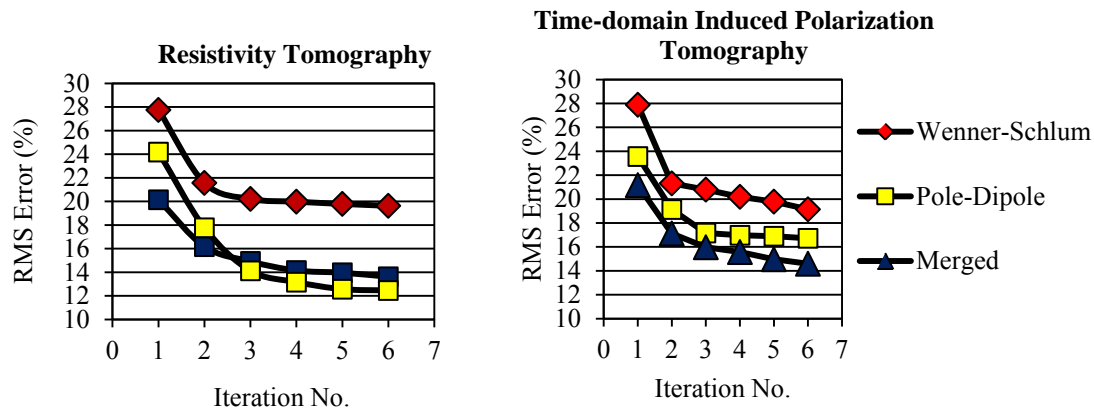 Resistivity Tomography
RMS Error (%)
30
28
26
24
22
20
18
16
14
12
10
0 1 2 3 4 5 6 7
Iteration No.
Time-domain Induced Polarization
Tomography
RMS Error (%)
30
28
26
24
22
20
18
16
14
12
10
0 1 2 3 4 5 6 7
Iteration No.
Wenner-Schlum
Pole-Dipole
Merged